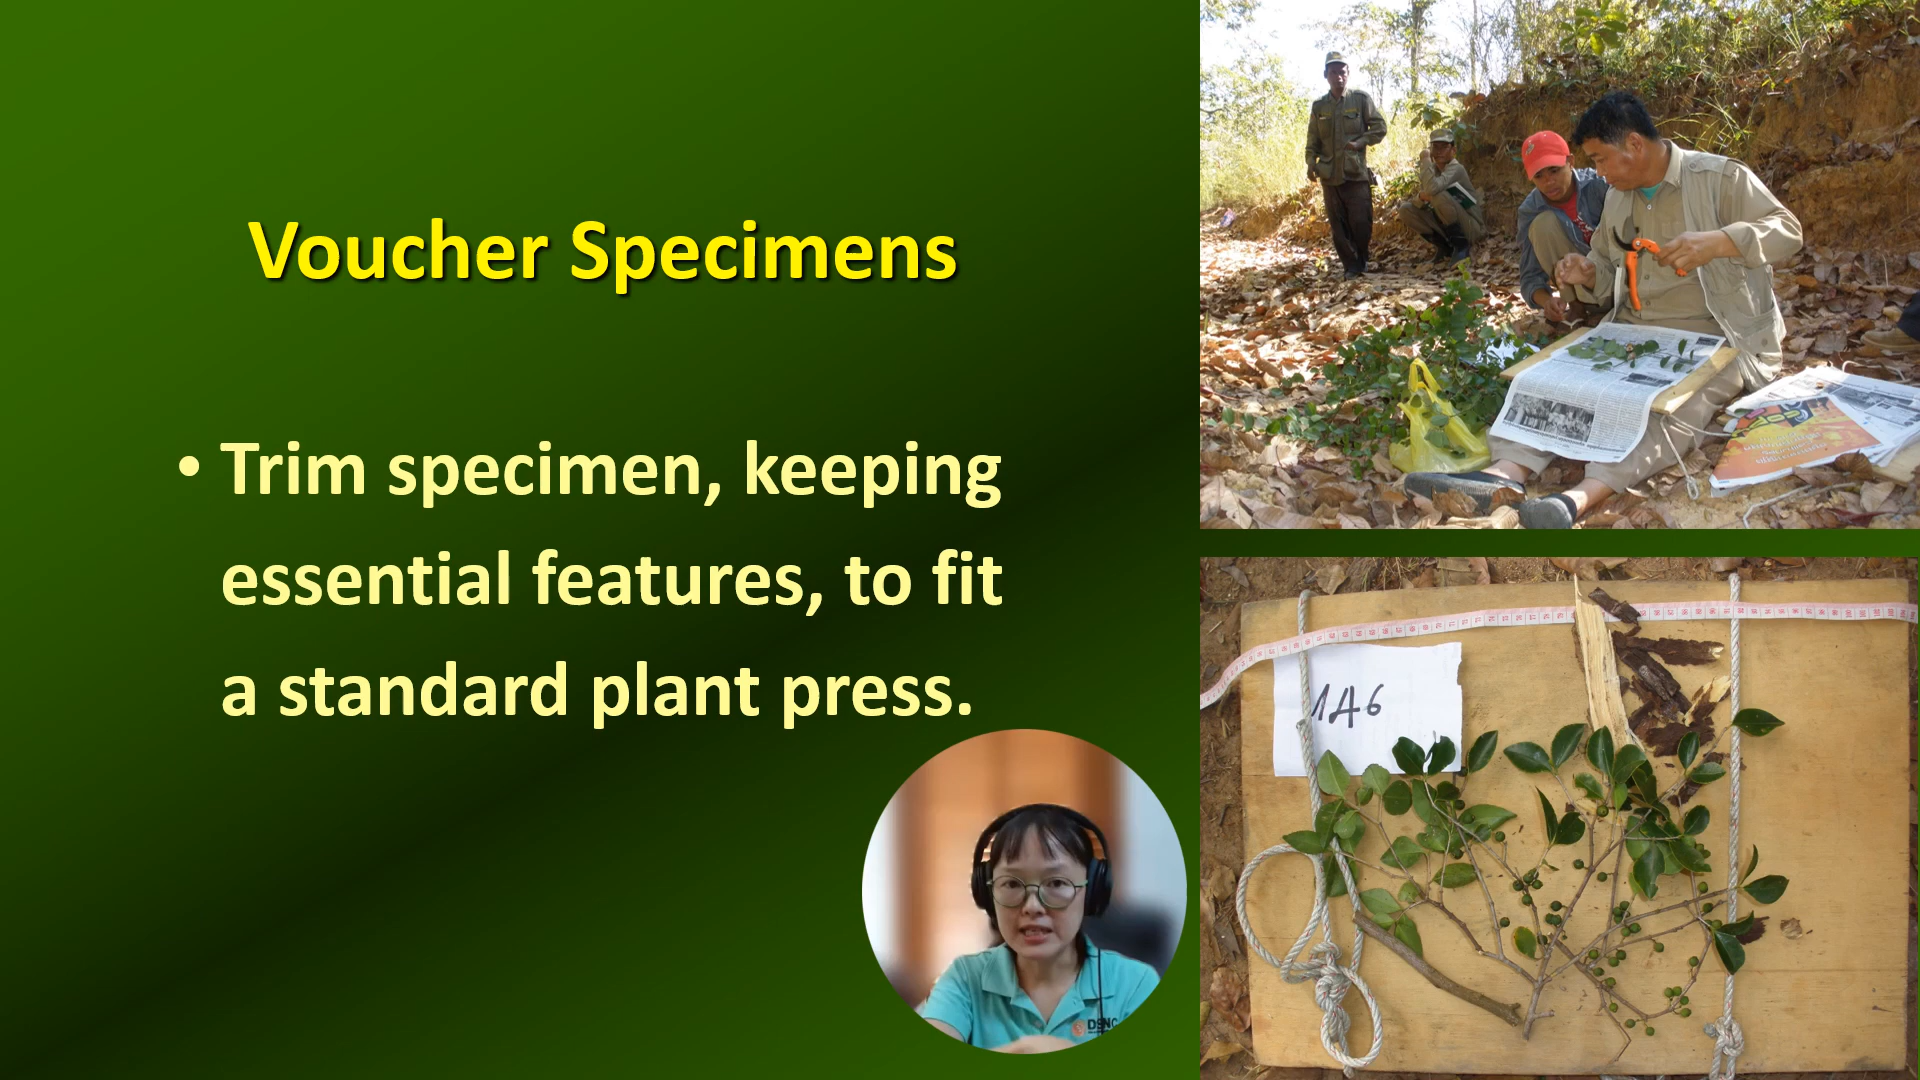 Voucher Specimens
• Trim specimen, keeping
essential features, to fit
a standard plant press.
1A6